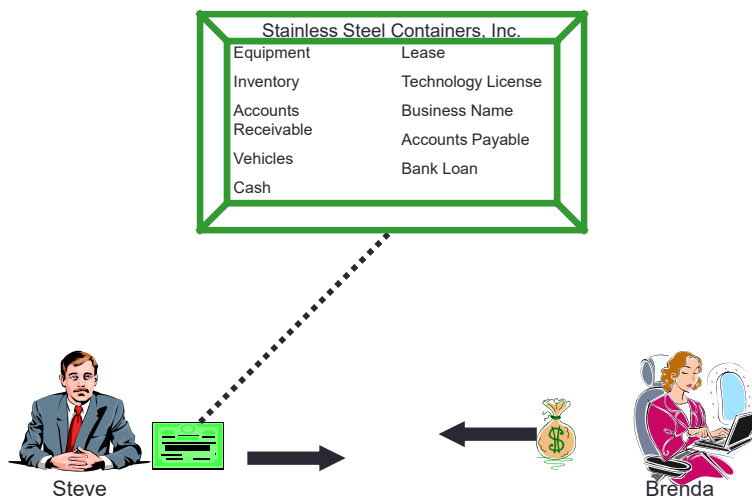 Stainless Steel Containers, Inc.
Equipment
Inventory
Accounts
Receivable
Vehicles
Cash
Lease
Technology License
Business Name
Accounts Payable
Bank Loan
$
Steve
Brenda